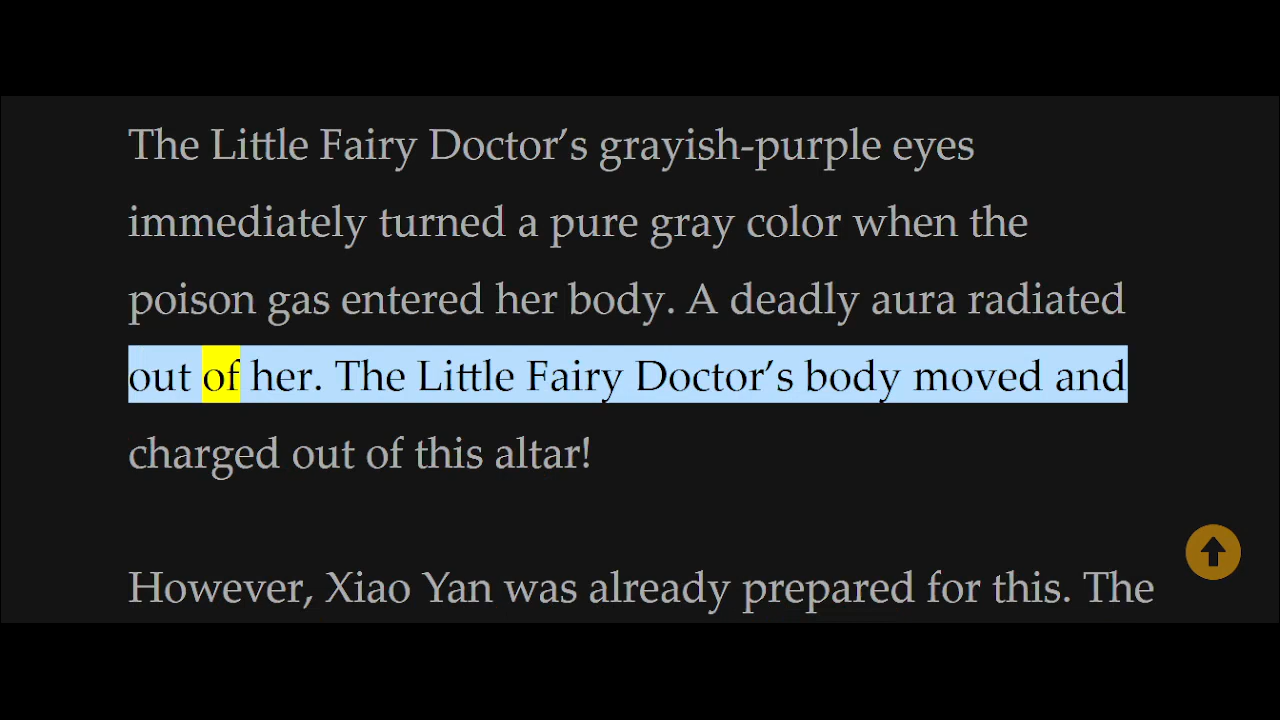 The Little Fairy Doctor’s grayish-purple eyes
immediately turned a pure gray color when the
poison gas entered her body. A deadly aura radiated
out of her. The Little Fairy Doctor’s body moved and
charged out of this altar!
However, Xiao Yan was already prepared for this. The